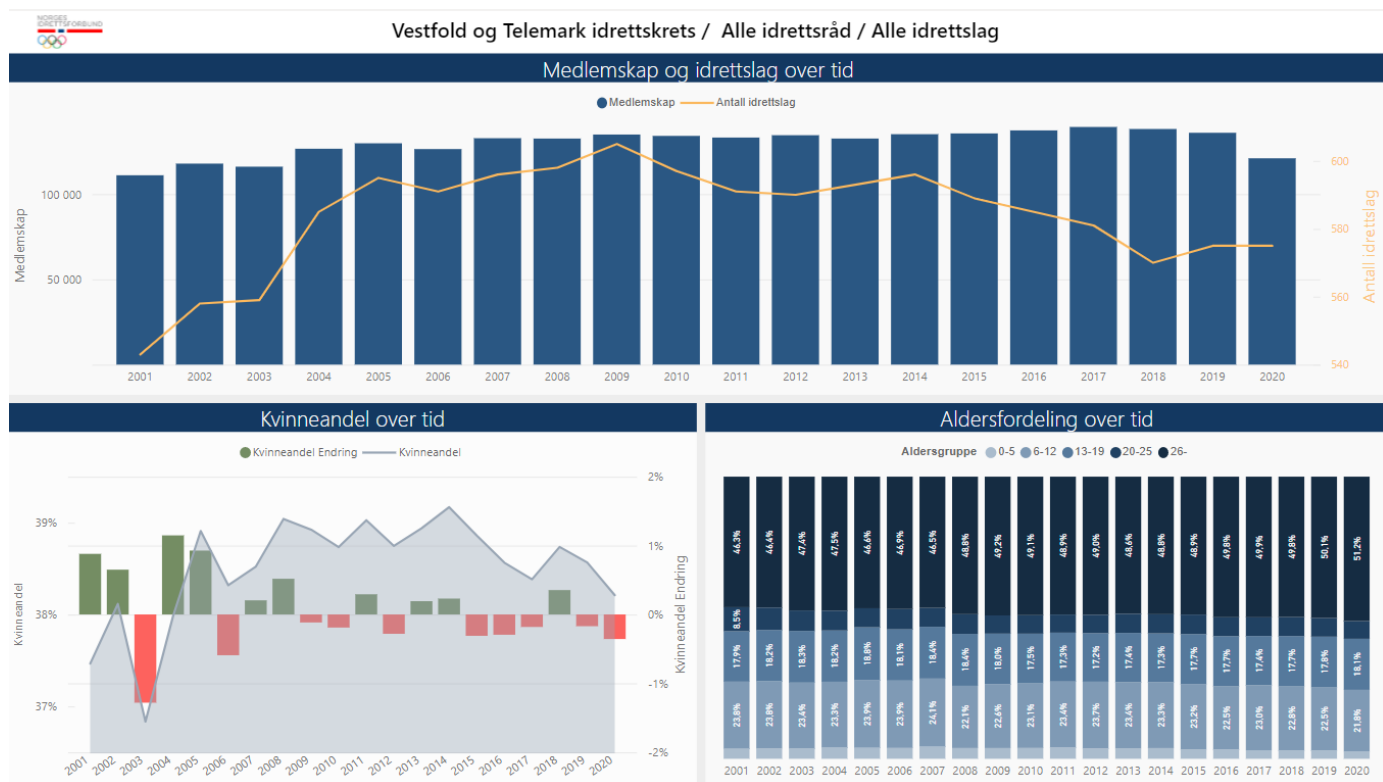 NORGES
IDRETTSFORBUND
Vestfold og Telemark idrettskrets / Alle idrettsråd / Alle idrettslag
Medlemskap og idrettslag over tid
Medlemskap Antall idrettslag
Medlemskap
100 000
50 000
600
580
560
540
Antall idrettslag
2001 2002 2003 2004 2005 2006 2007 2008 2009 2010 2011 2012 2013 2014 2015 2016 2017 2018 2019 2020
Kvinneandel over tid
Kvinneandel Endring Kvinneandel
Kvinneandel
39%
38%
37%
2%
1%
0%
-1%
-2%
Kvinneandel Endring
2001 2002 2003 2004 2005 2006 2007 2008 2009 2010 2011 2012 2013 2014 2015 2016 2017 2018 2019 2020
Aldersfordeling over tid
Aldersgruppe 0-5 6-12 13-19 20-25 26-
46,3% 46,4% 47,4% 47,5% 46,6% 46,9% 46,5% 48,8% 49,2% 49,1% 48,9% 49,0% 48,6% 48,8% 48,9% 49,8% 49,9% 49,8% 50,1% 51,2%
8,5%
17,9% 18,2% 18,3% 18,2% 18,8% 18,1% 18,4% 18,4% 18,0% 17,5% 17,3% 17,2% 17,4% 17,3% 17,7% 17,7% 17,4% 17,7% 17,8% 18,1%
23,8% 23,8% 23,4% 23,3% 23,9% 23,9% 24,1% 22,1% 22,6% 23,1% 23,4% 23,7% 23,4% 23,3% 23,2% 22,5% 23,0% 22,8% 22,5% 21,8%
2001 2002 2003 2004 2005 2006 2007 2008 2009 2010 2011 2012 2013 2014 2015 2016 2017 2018 2019 2020